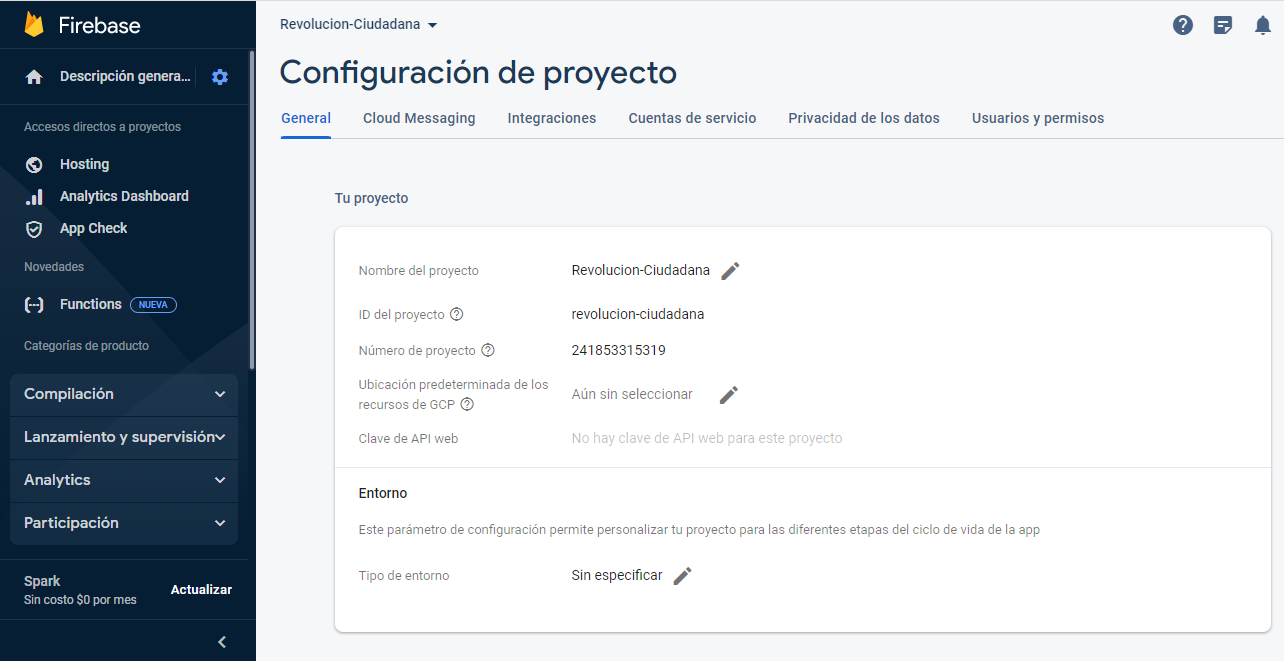 Firebase
Descripción genera...
Accesos directos a proyectos
Hosting
Analytics Dashboard
App Check
Novedades
Functions NUEVA
Categorías de producto
Compilación
Lanzamiento y supervisión
Analytics
Participación
Spark
Sin costo $0 por mes
Actualizar
Revolucion-Ciudadana
Configuración de proyecto
General Cloud Messaging Integraciones Cuentas de servicio Privacidad de los datos Usuarios y permisos
Tu proyecto
Nombre del proyecto Revolucion-Ciudadana
ID del proyecto revolucion-ciudadana
Número de proyecto 241853315319
Ubicación predeterminada de los
recursos de GCP Aún sin seleccionar
Clave de API web No hay clave de API web para este proyecto
Entorno
Este parámetro de configuración permite personalizar tu proyecto para las diferentes etapas del ciclo de vida de la app
Tipo de entorno Sin especificar